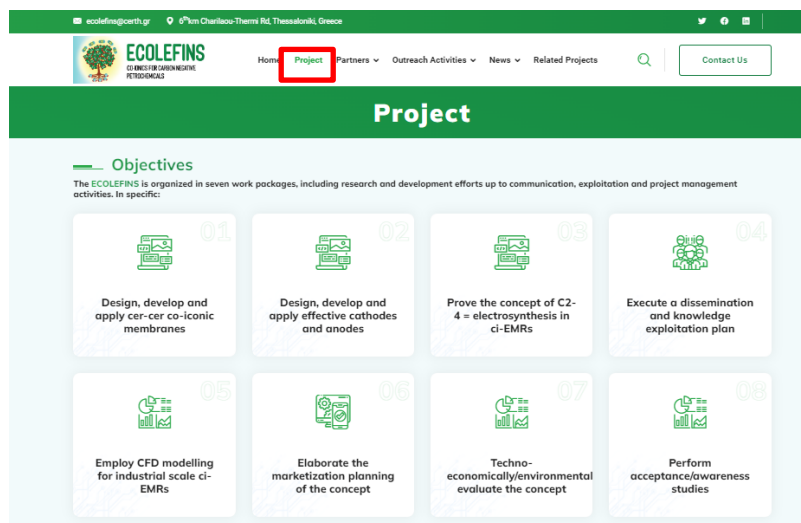 ecolefins@certh.gr 6thkm Charilaou-Thermi Rd, Thessaloniki, Greece
ECOLEFINS
CO-IONICS FOR CARBON NEGATIVE
PETROCHEMICALS
Home Project Partners Outreach Activities News Related Projects Contact Us
Project
Objectives
The ECOLEFINS is organized in seven work packages, including research and development efforts up to communication, exploitation and project management
activities. In specific:
01
Design, develop and
apply cer-cer co-iconic
membranes
02
Design, develop and
apply effective cathodes
and anodes
03
Prove the concept of C2-
4 = electrosynthesis in
ci-EMRs
04
Execute a dissemination
and knowledge
exploitation plan
05
Employ CFD modelling
for industrial scale ci-
EMRs
06
Elaborate the
marketization planning
of the concept
07
Techno-
economically/environmental
evaluate the concept
08
Perform
acceptance/awareness
studies